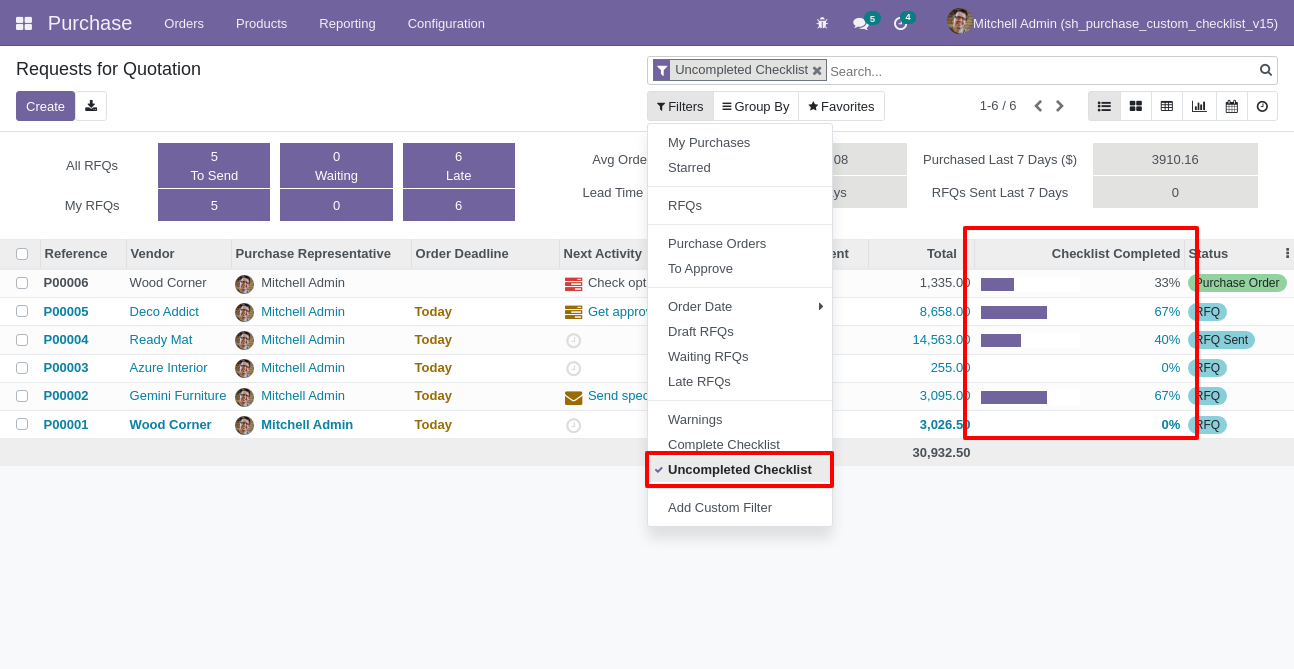 Purchase Orders Products Reporting Configuration 5 4 Mitchell Admin (sh_purchase_custom_checklist_v15)
Requests for Quotation
Uncompleted Checklist Search...
Create Filters Group By Favorites 1-6 / 6
All RFQs 5 To Send 0 Waiting 6 Late
My RFQs 5 0 6
Avg Orde 08 Purchased Last 7 Days ($) 3910.16
Lead Time ys RFQs Sent Last 7 Days 0
My Purchases
Starred
RFQs
Purchase Orders
To Approve
Order Date
Draft RFQs
Waiting RFQs
Late RFQs
Warnings
Complete Checklist
Uncompleted Checklist
Add Custom Filter
Reference Vendor Purchase Representative Order Deadline Next Activity ent Total Checklist Completed Status
P00006 Wood Corner Mitchell Admin Check opt 1,335.00 33% Purchase Order
P00005 Deco Addict Mitchell Admin Today Get approv 8,658.00 67% RFQ
P00004 Ready Mat Mitchell Admin Today 14,563.00 40% RFQ Sent
P00003 Azure Interior Mitchell Admin Today 255.00 0% RFQ
P00002 Gemini Furniture Mitchell Admin Today Send spec 3,095.00 67% RFQ
P00001 Wood Corner Mitchell Admin Today 3,026.50 0% RFQ
30,932.50